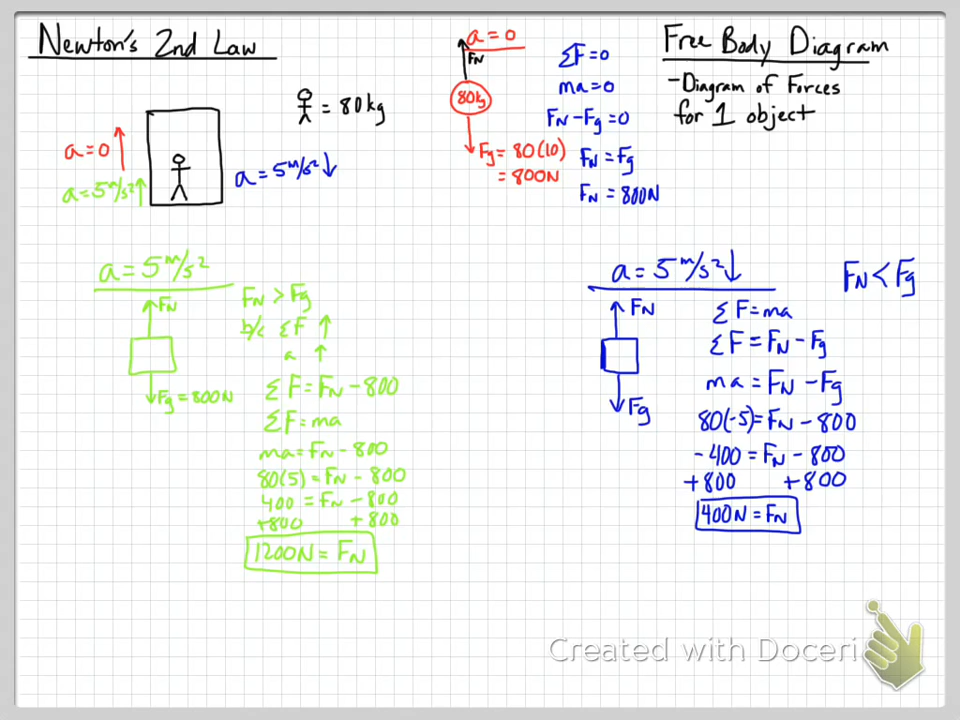 Newton's 2nd Law
= 80kg
a = 0
a = 5 m/s² ↑
a = 5 m/s² ↓
a = 0
FN
80kg
Fg = 80(10)
= 800N
ΣF = 0
ma = 0
FN - Fg = 0
FN = Fg
FN = 800N
Free Body Diagram
- Diagram of Forces
for 1 object
a = 5 m/s²
FN
Fg = 800N
FN > Fg
b/c ΣF ↑
a ↑
ΣF = FN - 800
ΣF = ma
ma = FN - 800
80(5) = FN - 800
400 = FN - 800
+800 +800
1200N = FN
a = 5 m/s² ↓
FN < Fg
FN
Fg
ΣF = ma
ΣF = FN - Fg
ma = FN - Fg
80(-5) = FN - 800
- 400 = FN - 800
+800 +800
400N = FN
Created with Doceri